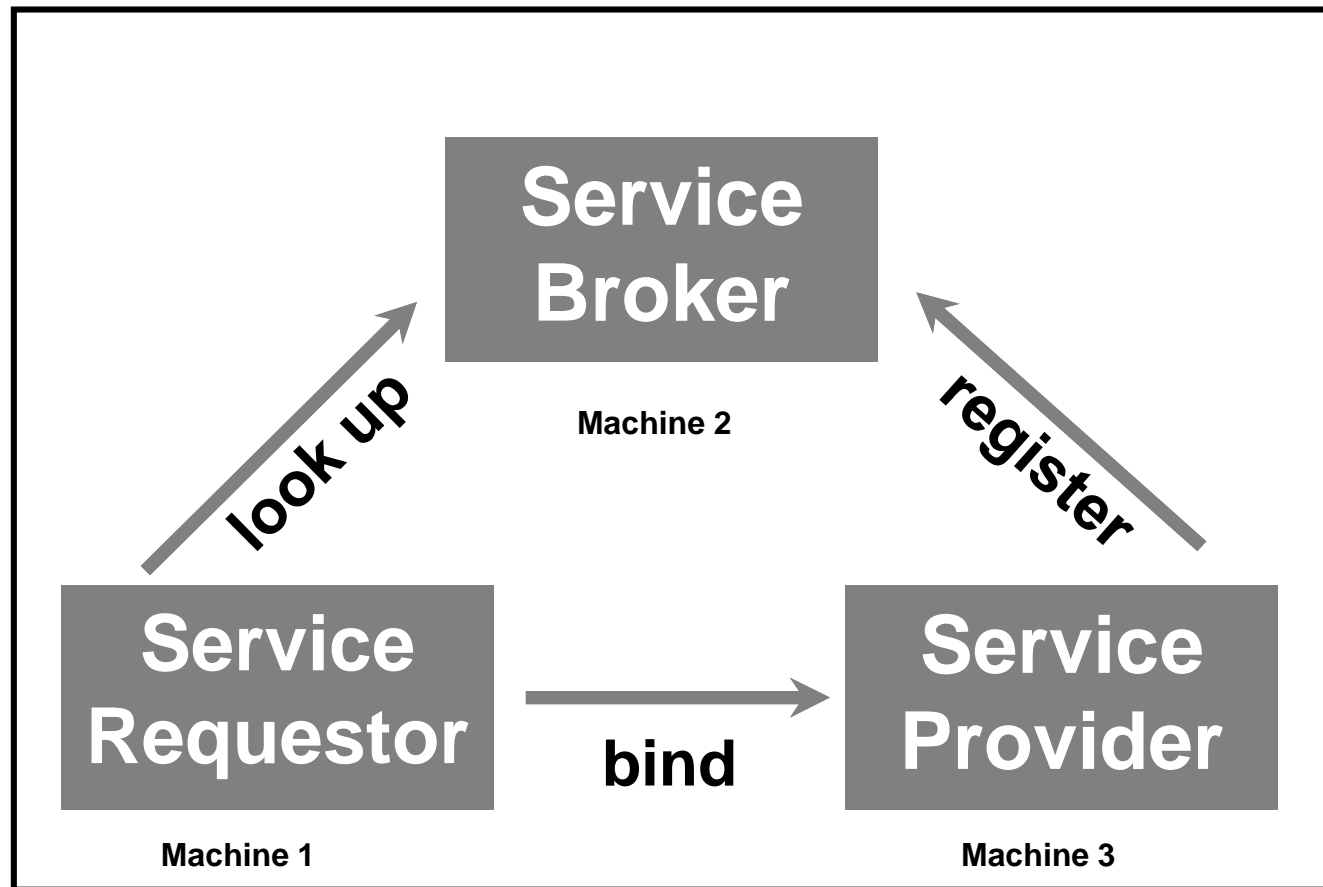 Service
Broker
Machine 2
look up
register
Service
Requestor
bind
Service
Provider
Machine 1
Machine 3